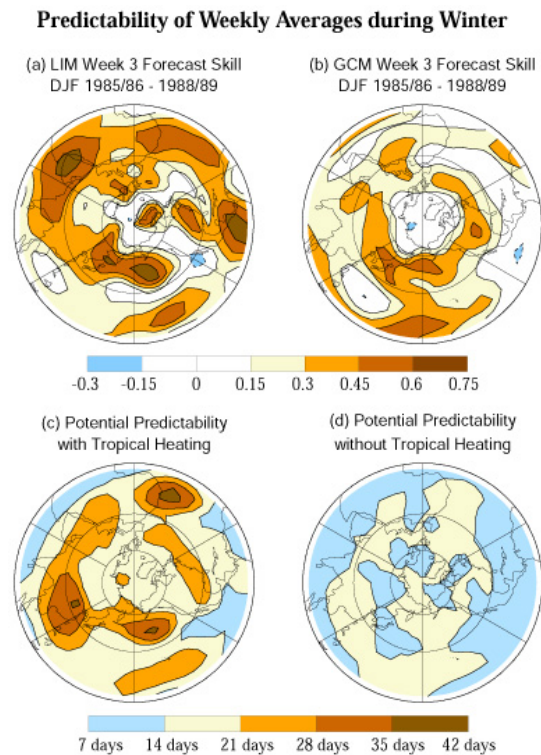 Predictability of Weekly Averages during Winter
(a) LIM Week 3 Forecast Skill
DJF 1985/86 - 1988/89
(b) GCM Week 3 Forecast Skill
DJF 1985/86 - 1988/89
-0.3 -0.15 0 0.15 0.3 0.45 0.6 0.75
(c) Potential Predictability
with Tropical Heating
(d) Potential Predictability
without Tropical Heating
7 days 14 days 21 days 28 days 35 days 42 days